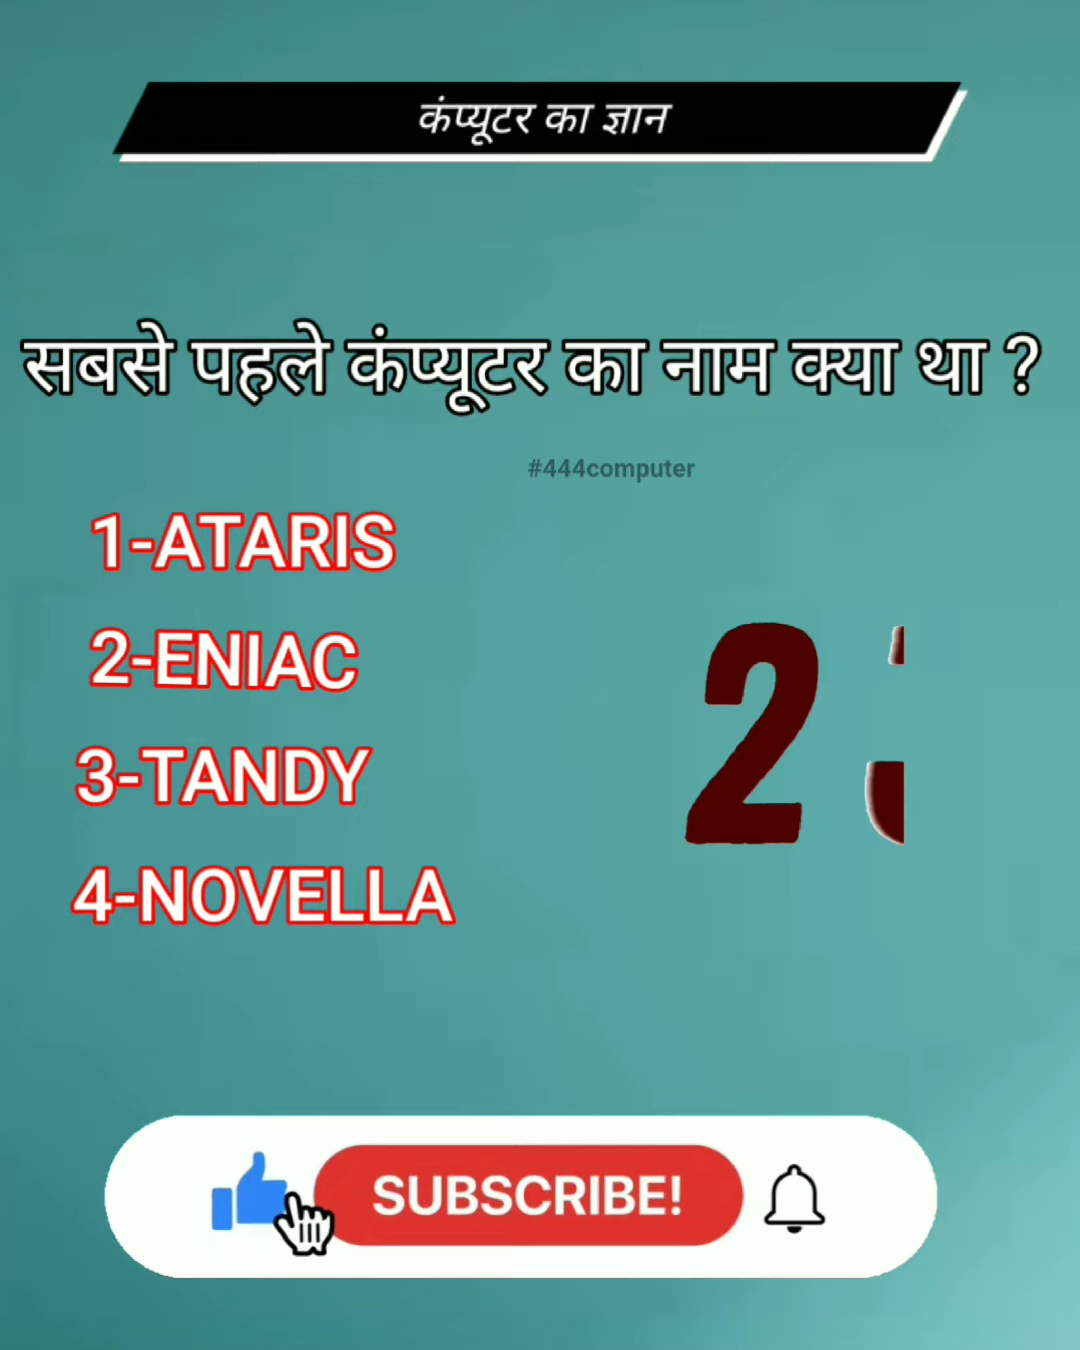 कंप्यूटर का ज्ञान
सबसे पहले कंप्यूटर का नाम क्या था ?
#444computer
1-ATARIS
2-ENIAC
3-TANDY
4-NOVELLA
2
SUBSCRIBE!